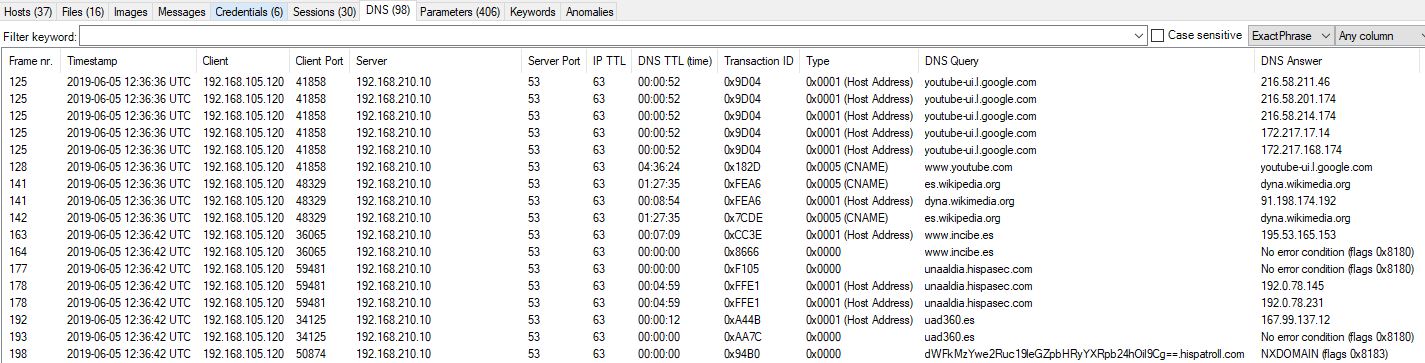 Hosts (37) Files (16) Images Messages Credentials (6) Sessions (30) DNS (98) Parameters (406) Keywords Anomalies
Filter keyword: Case sensitive ExactPhrase Any column
Frame nr. Timestamp Client Client Port Server Server Port IP TTL DNS TTL (time) Transaction ID Type DNS Query DNS Answer
125 2019-06-05 12:36:36 UTC 192.168.105.120 41858 192.168.210.10 53 63 00:00:52 0x9D04 0x0001 (Host Address) youtube-ui.l.google.com 216.58.211.46
125 2019-06-05 12:36:36 UTC 192.168.105.120 41858 192.168.210.10 53 63 00:00:52 0x9D04 0x0001 (Host Address) youtube-ui.l.google.com 216.58.201.174
125 2019-06-05 12:36:36 UTC 192.168.105.120 41858 192.168.210.10 53 63 00:00:52 0x9D04 0x0001 (Host Address) youtube-ui.l.google.com 216.58.214.174
125 2019-06-05 12:36:36 UTC 192.168.105.120 41858 192.168.210.10 53 63 00:00:52 0x9D04 0x0001 (Host Address) youtube-ui.l.google.com 172.217.17.14
125 2019-06-05 12:36:36 UTC 192.168.105.120 41858 192.168.210.10 53 63 00:00:52 0x9D04 0x0001 (Host Address) youtube-ui.l.google.com 172.217.168.174
128 2019-06-05 12:36:36 UTC 192.168.105.120 41858 192.168.210.10 53 63 04:36:24 0x182D 0x0005 (CNAME) www.youtube.com youtube-ui.l.google.com
141 2019-06-05 12:36:36 UTC 192.168.105.120 48329 192.168.210.10 53 63 01:27:35 0xFEA6 0x0005 (CNAME) es.wikipedia.org dyna.wikimedia.org
141 2019-06-05 12:36:36 UTC 192.168.105.120 48329 192.168.210.10 53 63 00:08:54 0xFEA6 0x0001 (Host Address) dyna.wikimedia.org 91.198.174.192
142 2019-06-05 12:36:36 UTC 192.168.105.120 48329 192.168.210.10 53 63 01:27:35 0x7CDE 0x0005 (CNAME) es.wikipedia.org dyna.wikimedia.org
163 2019-06-05 12:36:42 UTC 192.168.105.120 36065 192.168.210.10 53 63 00:07:09 0xCC3E 0x0001 (Host Address) www.incibe.es 195.53.165.153
164 2019-06-05 12:36:42 UTC 192.168.105.120 36065 192.168.210.10 53 63 00:00:00 0x8666 0x0000 www.incibe.es No error condition (flags 0x8180)
177 2019-06-05 12:36:42 UTC 192.168.105.120 59481 192.168.210.10 53 63 00:00:00 0xF105 0x0000 unaaldia.hispasec.com No error condition (flags 0x8180)
178 2019-06-05 12:36:42 UTC 192.168.105.120 59481 192.168.210.10 53 63 00:04:59 0xFFE1 0x0001 (Host Address) unaaldia.hispasec.com 192.0.78.145
178 2019-06-05 12:36:42 UTC 192.168.105.120 59481 192.168.210.10 53 63 00:04:59 0xFFE1 0x0001 (Host Address) unaaldia.hispasec.com 192.0.78.231
192 2019-06-05 12:36:42 UTC 192.168.105.120 34125 192.168.210.10 53 63 00:00:12 0xA44B 0x0001 (Host Address) uad360.es 167.99.137.12
193 2019-06-05 12:36:42 UTC 192.168.105.120 34125 192.168.210.10 53 63 00:00:00 0xAA7C 0x0000 uad360.es No error condition (flags 0x8180)
198 2019-06-05 12:36:42 UTC 192.168.105.120 50874 192.168.210.10 53 63 00:00:00 0x94B0 0x0000 dWFkMzYwe2Ruc19leGZpbHRyYXRpb24hOil9Cg==.hispatroll.com NXDOMAIN (flags 0x8183)